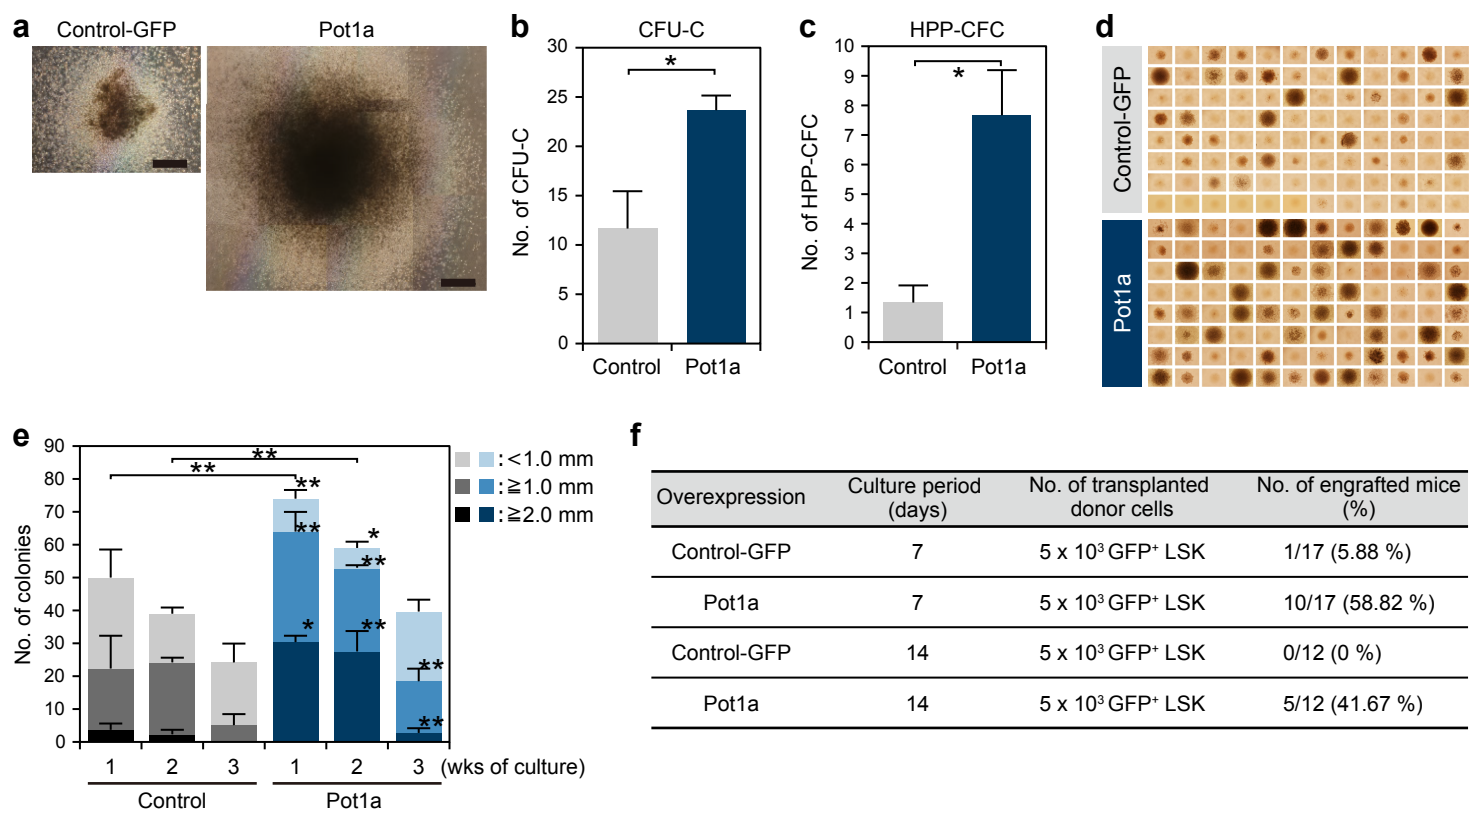 a
Control-GFP
Pot1a
b
CFU-C
No. of CFU-C
30
25
20
15
10
5
0
*
Control
Pot1a
c
HPP-CFC
No. of HPP-CFC
10
9
8
7
6
5
4
3
2
1
0
*
Control
Pot1a
d
Control-GFP
Pot1a
e
No. of colonies
90
80
70
60
50
40
30
20
10
0
**
**
**
**
*
*
**
**
**
**
:<1.0 mm
:≧1.0 mm
:≧2.0 mm
1 2 3 1 2 3 (wks of culture)
Control Pot1a
f
Overexpression
Culture period
(days)
No. of transplanted
donor cells
No. of engrafted mice
(%)
Control-GFP 7 5 x 10³ GFP⁺ LSK 1/17 (5.88 %)
Pot1a 7 5 x 10³ GFP⁺ LSK 10/17 (58.82 %)
Control-GFP 14 5 x 10³ GFP⁺ LSK 0/12 (0 %)
Pot1a 14 5 x 10³ GFP⁺ LSK 5/12 (41.67 %)